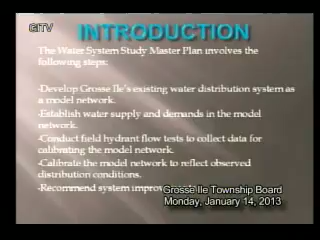 GITV
INTRODUCTION
The Water System Study Master Plan involves the
following steps:
-Develop Grosse Ile's existing water distribution system as
a model network.
-Establish water supply and demands in the model
network.
-Conduct field hydrant flow tests to collect data for
calibrating the model network.
-Calibrate the model network to reflect observed
distribution conditions.
-Recommend system
Grosse Ile Township Board
Monday, January 14, 2013